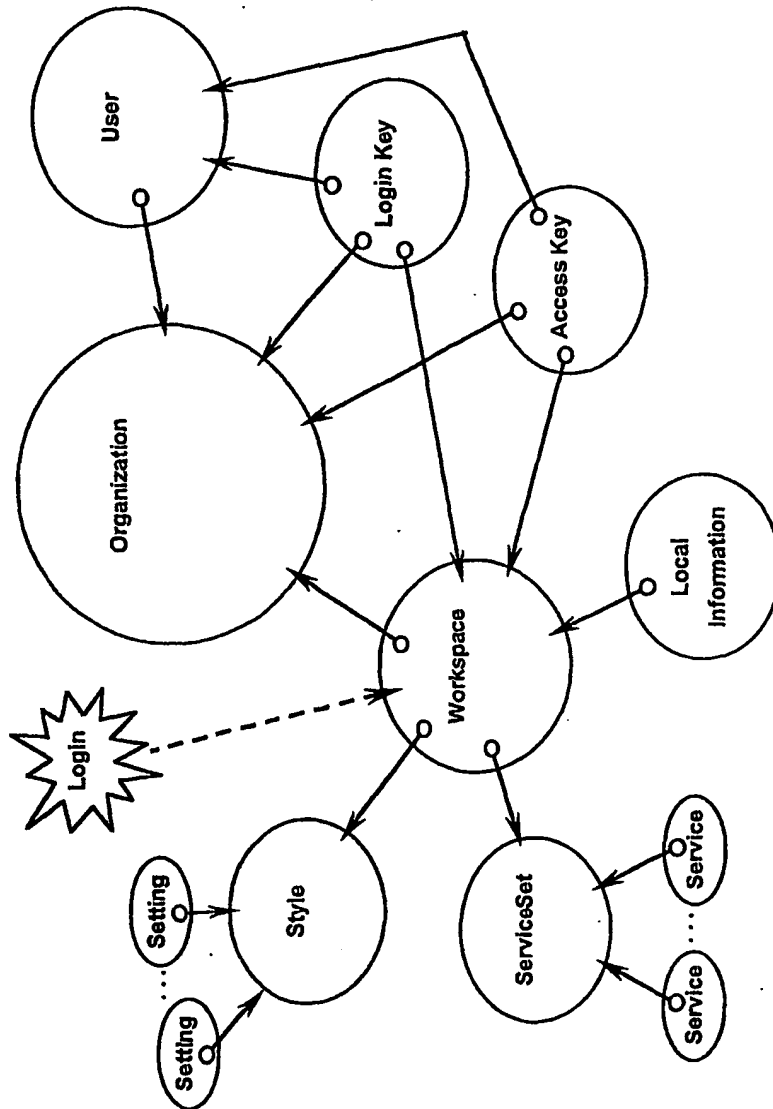 Login
User
Organization
Setting
...
Setting
Style
Login Key
Workspace
ServiceSet
Access Key
Local
Information
Service
...
Service